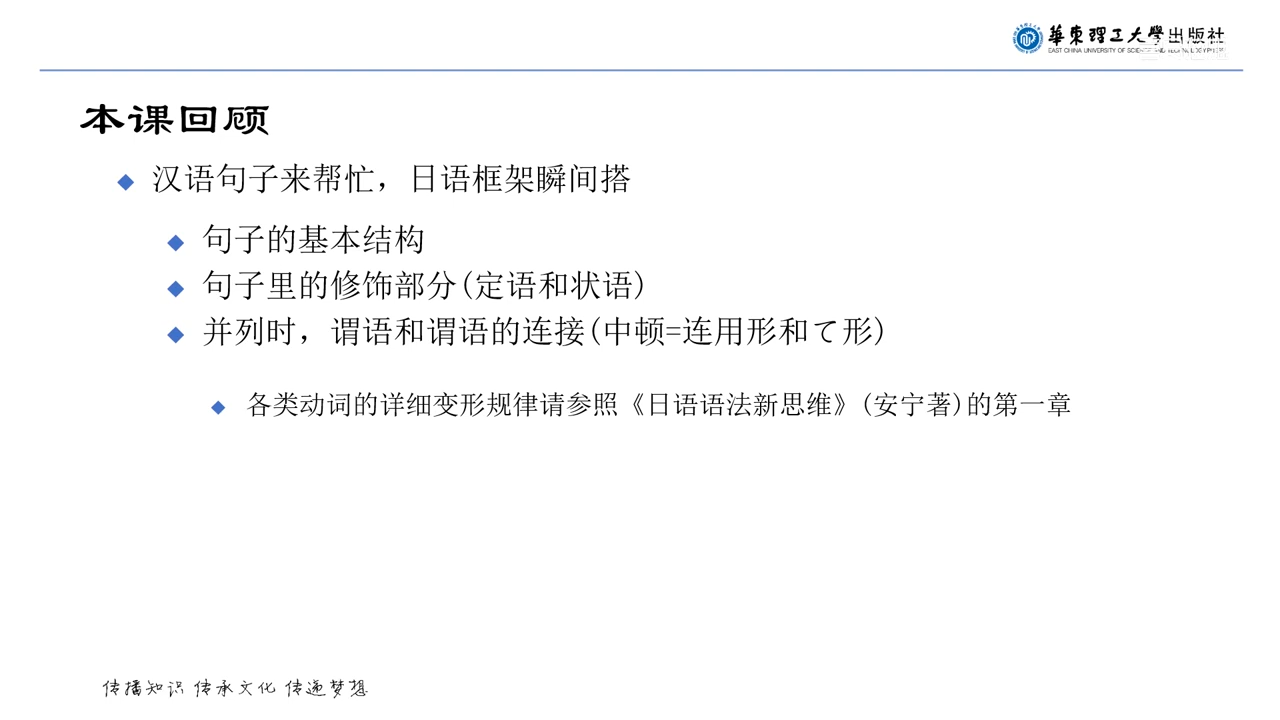 華東理工大學出版社
EAST CHINA UNIVERSITY OF
本课回顾
汉语句子来帮忙，日语框架瞬间搭
句子的基本结构
句子里的修饰部分(定语和状语)
并列时，谓语和谓语的连接(中顿=连用形和て形)
各类动词的详细变形规律请参照《日语语法新思维》(安宁著)的第一章
传播知识 传承文化 传递梦想